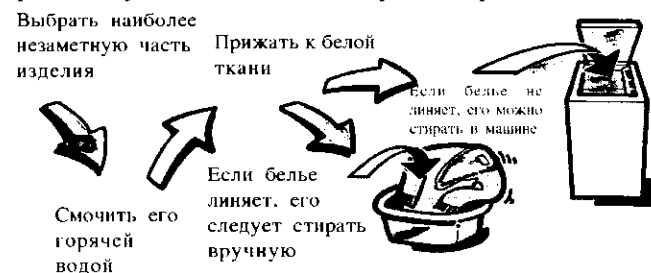 Выбрать наиболее
незаметную часть
изделия
Смочить его
горячей
водой
Прижать к белой
ткани
Если белье
линяет, его
следует стирать
вручную
Если белье не
линяет, его можно
стирать в машине